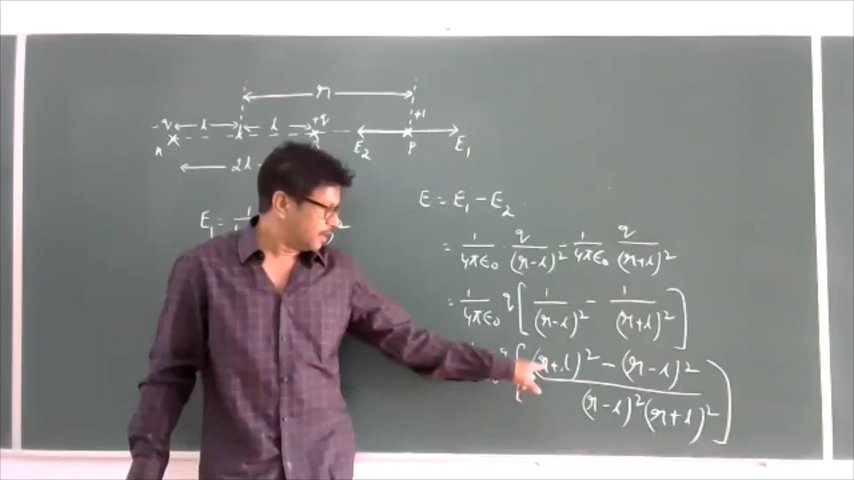 r
-q l l +q +1
A B E₂ P E₁
2l
E₁ = 1
E = E₁ - E₂
= 1/4πε₀ q/(r-l)² - 1/4πε₀ q/(r+l)²
= 1/4πε₀ q [ 1/(r-l)² - 1/(r+l)² ]
q [ (r+l)² - (r-l)² / (r-l)² (r+l)² ]